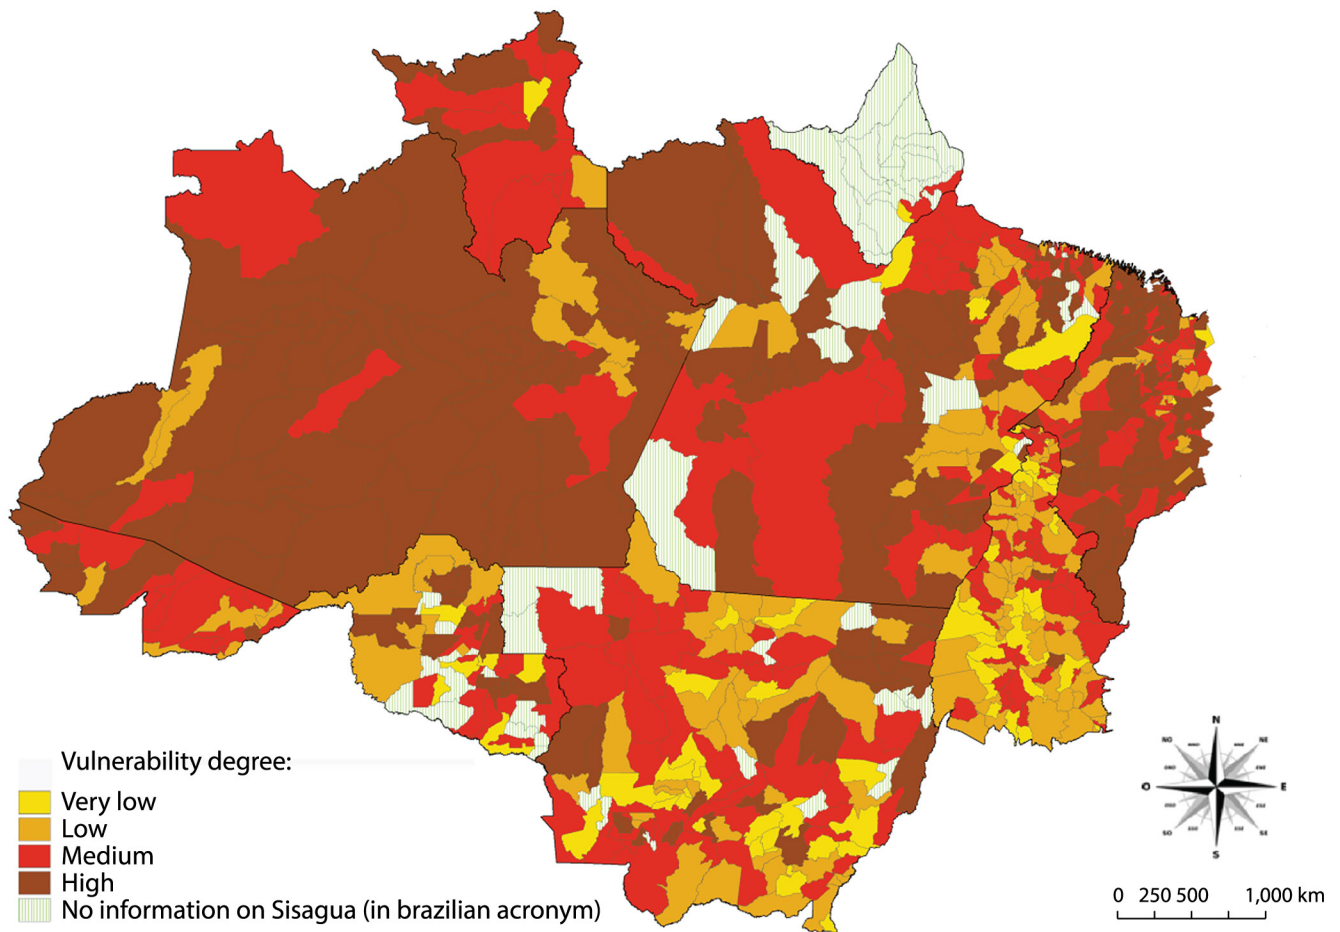 Vulnerability degree:
Very low
Low
Medium
High
No information on Sisagua (in brazilian acronym)
N
NO
NE
O
E
SO
SE
S
0 250 500 1,000 km